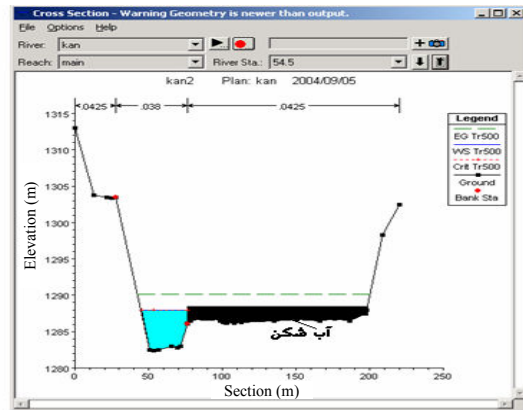 Cross Section - Warning Geometry is newer than output.
File Options Help
River: kan
Reach: main River Sta.: 54.5
kan2 Plan: kan 2004/09/05
.0425 .038 .0425
Legend
EG Tr500
WS Tr500
Crit Tr500
Ground
Bank Sta
1315
1310
1305
1300
1295
1290
1285
1280
Elevation (m)
آب شکن
0 50 100 150 200 250
Section (m)